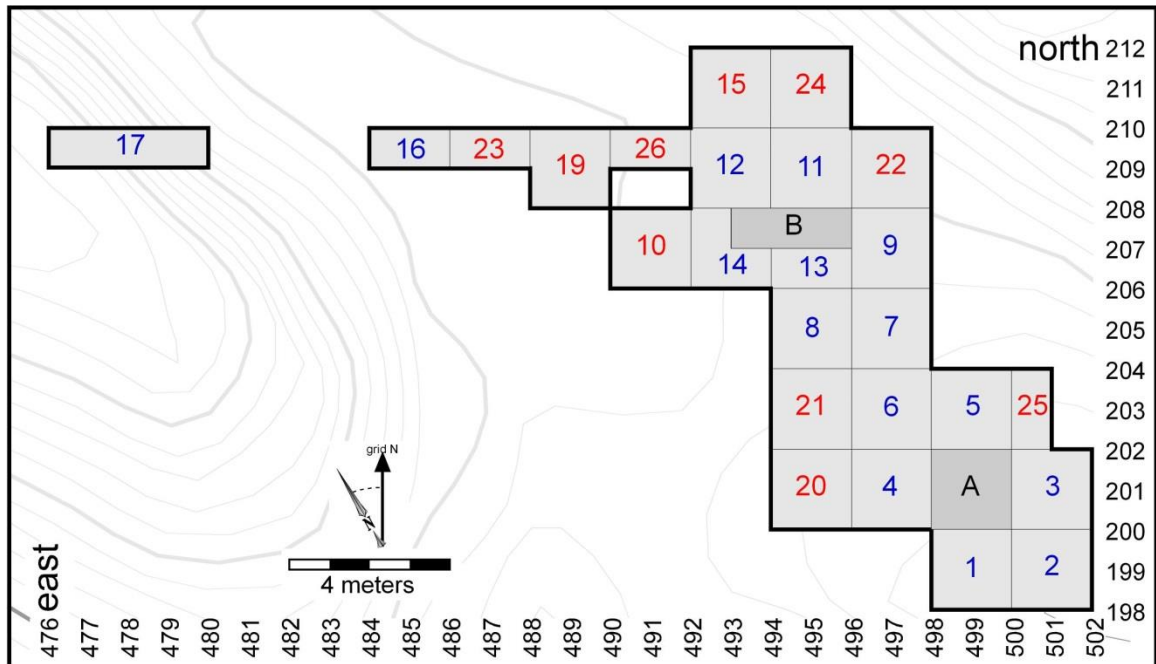 north 212
15 24 211
210
17 16 23 19 26 12 11 22 209
208
B
10 14 13 9 207
206
8 7 205
204
21 6 5 25 203
202
20 4 A 3 201
grid N
N
200
4 meters
1 2 199
198
east
476 477 478 479 480 481 482 483 484 485 486 487 488 489 490 491 492 493 494 495 496 497 498 499 500 501 502